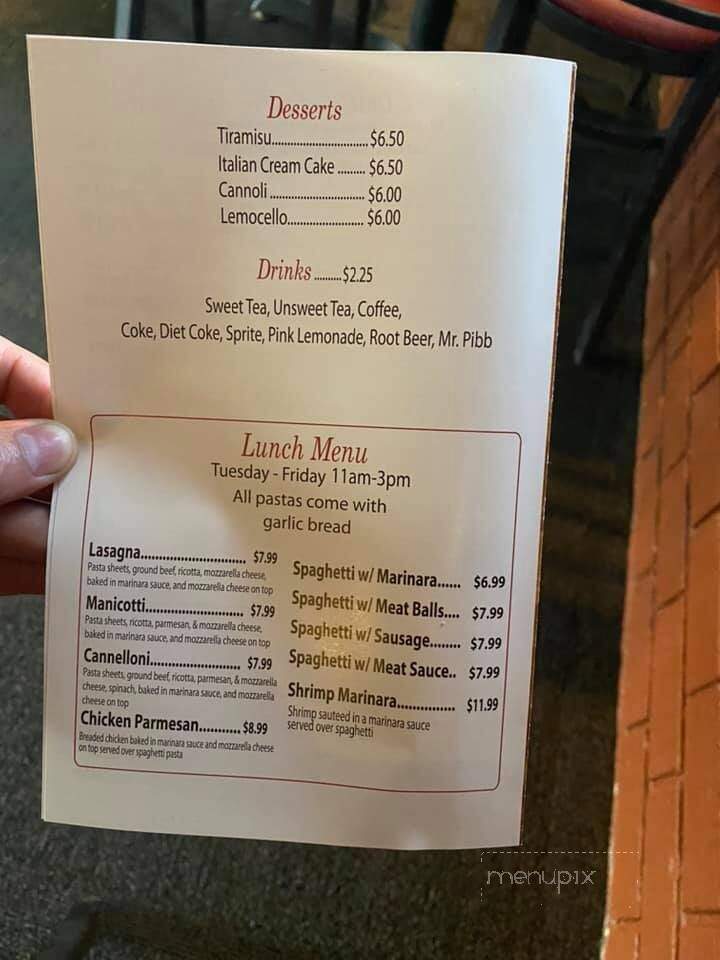 Desserts
Tiramisu.............................. $6.50
Italian Cream Cake ........ $6.50
Cannoli ............................. $6.00
Lemocello....................... $6.00
Drinks .........$2.25
Sweet Tea, Unsweet Tea, Coffee,
Coke, Diet Coke, Sprite, Pink Lemonade, Root Beer, Mr. Pibb
Lunch Menu
Tuesday - Friday 11am-3pm
All pastas come with
garlic bread
Lasagna............................ $7.99
Pasta sheets, ground beef, ricotta, mozzarella cheese,
baked in marinara sauce, and mozzarella cheese on top
Manicotti.......................... $7.99
Pasta sheets, ricotta, parmesan, & mozzarella cheese,
baked in marinara sauce, and mozzarella cheese on top
Cannelloni........................ $7.99
Pasta sheets, ground beef, ricotta, parmesan, & mozzarella
cheese, spinach, baked in marinara sauce, and mozzarella
cheese on top
Chicken Parmesan........... $8.99
Breaded chicken baked in marinara sauce and mozzarella cheese
on top served over spaghetti pasta
Spaghetti w/ Marinara...... $6.99
Spaghetti w/ Meat Balls.... $7.99
Spaghetti w/ Sausage........ $7.99
Spaghetti w/ Meat Sauce.. $7.99
Shrimp Marinara............... $11.99
Shrimp sauteed in a marinara sauce
served over spaghetti
menupix